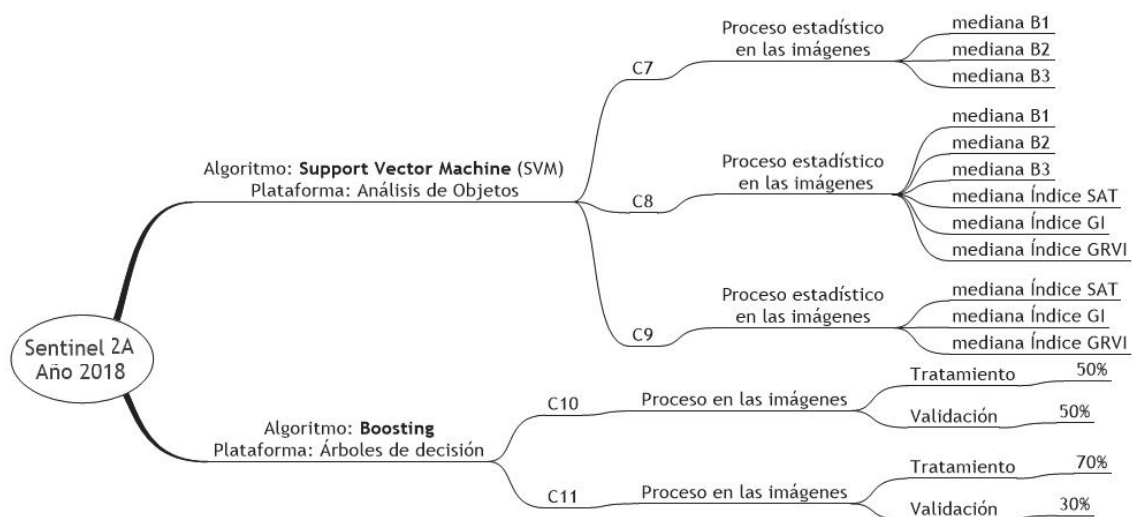 Sentinel 2A
Año 2018
Algoritmo: Support Vector Machine (SVM)
Plataforma: Análisis de Objetos
C7
Proceso estadístico
en las imágenes
mediana B1
mediana B2
mediana B3
C8
Proceso estadístico
en las imágenes
mediana B1
mediana B2
mediana B3
mediana Índice SAT
mediana Índice GI
mediana Índice GRVI
C9
Proceso estadístico
en las imágenes
mediana Índice SAT
mediana Índice GI
mediana Índice GRVI
Algoritmo: Boosting
Plataforma: Árboles de decisión
C10
Proceso en las imágenes
Tratamiento
50%
Validación
50%
C11
Proceso en las imágenes
Tratamiento
70%
Validación
30%